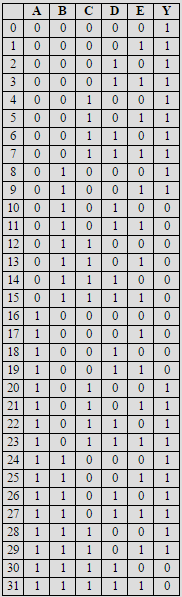 A B C D E Y
0 0 0 0 0 0 1
1 0 0 0 0 1 1
2 0 0 0 1 0 1
3 0 0 0 1 1 1
4 0 0 1 0 0 1
5 0 0 1 0 1 1
6 0 0 1 1 0 1
7 0 0 1 1 1 1
8 0 1 0 0 0 1
9 0 1 0 0 1 1
10 0 1 0 1 0 0
11 0 1 0 1 1 0
12 0 1 1 0 0 0
13 0 1 1 0 1 0
14 0 1 1 1 0 0
15 0 1 1 1 1 0
16 1 0 0 0 0 0
17 1 0 0 0 1 0
18 1 0 0 1 0 0
19 1 0 0 1 1 0
20 1 0 1 0 0 1
21 1 0 1 0 1 1
22 1 0 1 1 0 1
23 1 0 1 1 1 1
24 1 1 0 0 0 1
25 1 1 0 0 1 1
26 1 1 0 1 0 1
27 1 1 0 1 1 1
28 1 1 1 0 0 1
29 1 1 1 0 1 1
30 1 1 1 1 0 0
31 1 1 1 1 1 0